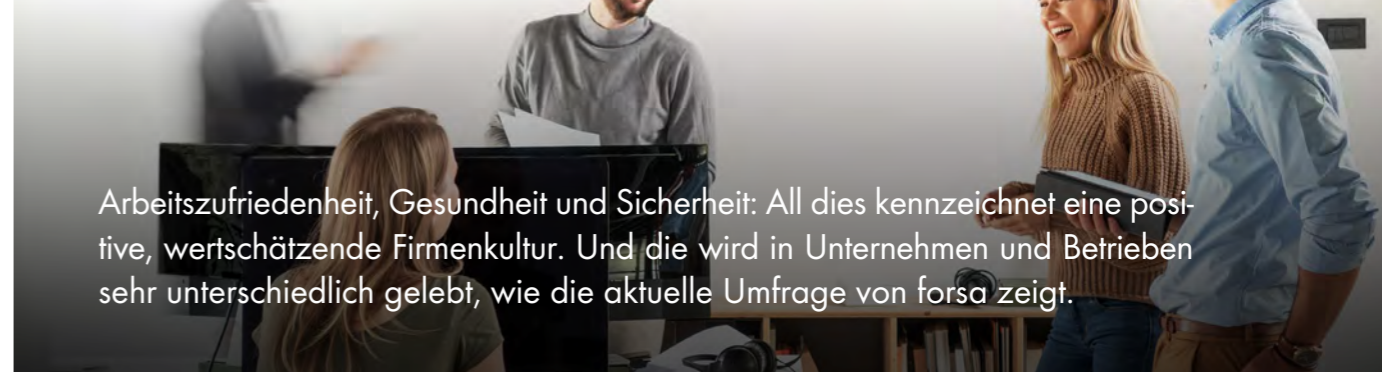 Arbeitszufriedenheit, Gesundheit und Sicherheit: All dies kennzeichnet eine posi-
tive, wertschätzende Firmenkultur. Und die wird in Unternehmen und Betrieben
sehr unterschiedlich gelebt, wie die aktuelle Umfrage von forsa zeigt.